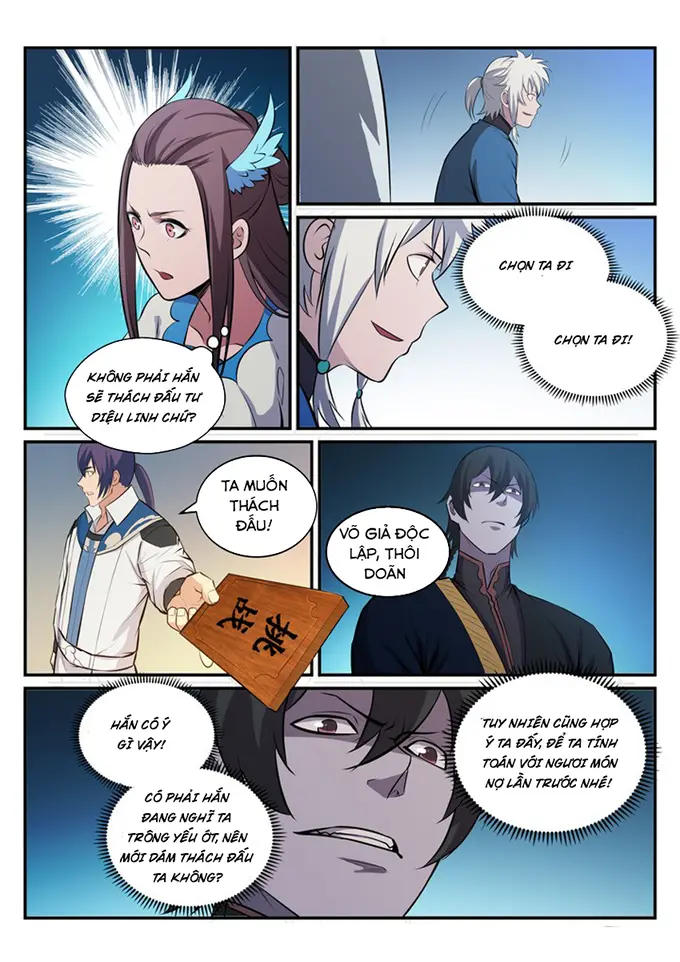 KHÔNG PHẢI HẮN
SẼ THÁCH ĐẤU TƯ
DIỆU LINH CHỨ?
CHỌN TA ĐI
CHỌN TA ĐI!
TA MUỐN
THÁCH
ĐẤU!
挑战
VÕ GIẢ ĐỘC
LẬP, THÔI
DOÃN
HẮN CÓ Ý
GÌ VẬY!
CÓ PHẢI HẮN
ĐANG NGHĨ TA
TRÔNG YẾU ỚT, NÊN
MỚI DÁM THÁCH ĐẤU
TA KHÔNG?
TUY NHIÊN CŨNG HỢP
Ý TA ĐẤY, ĐỂ TA TÍNH
TOÁN VỚI NGƯƠI MÓN
NỢ LẦN TRƯỚC NHÉ!